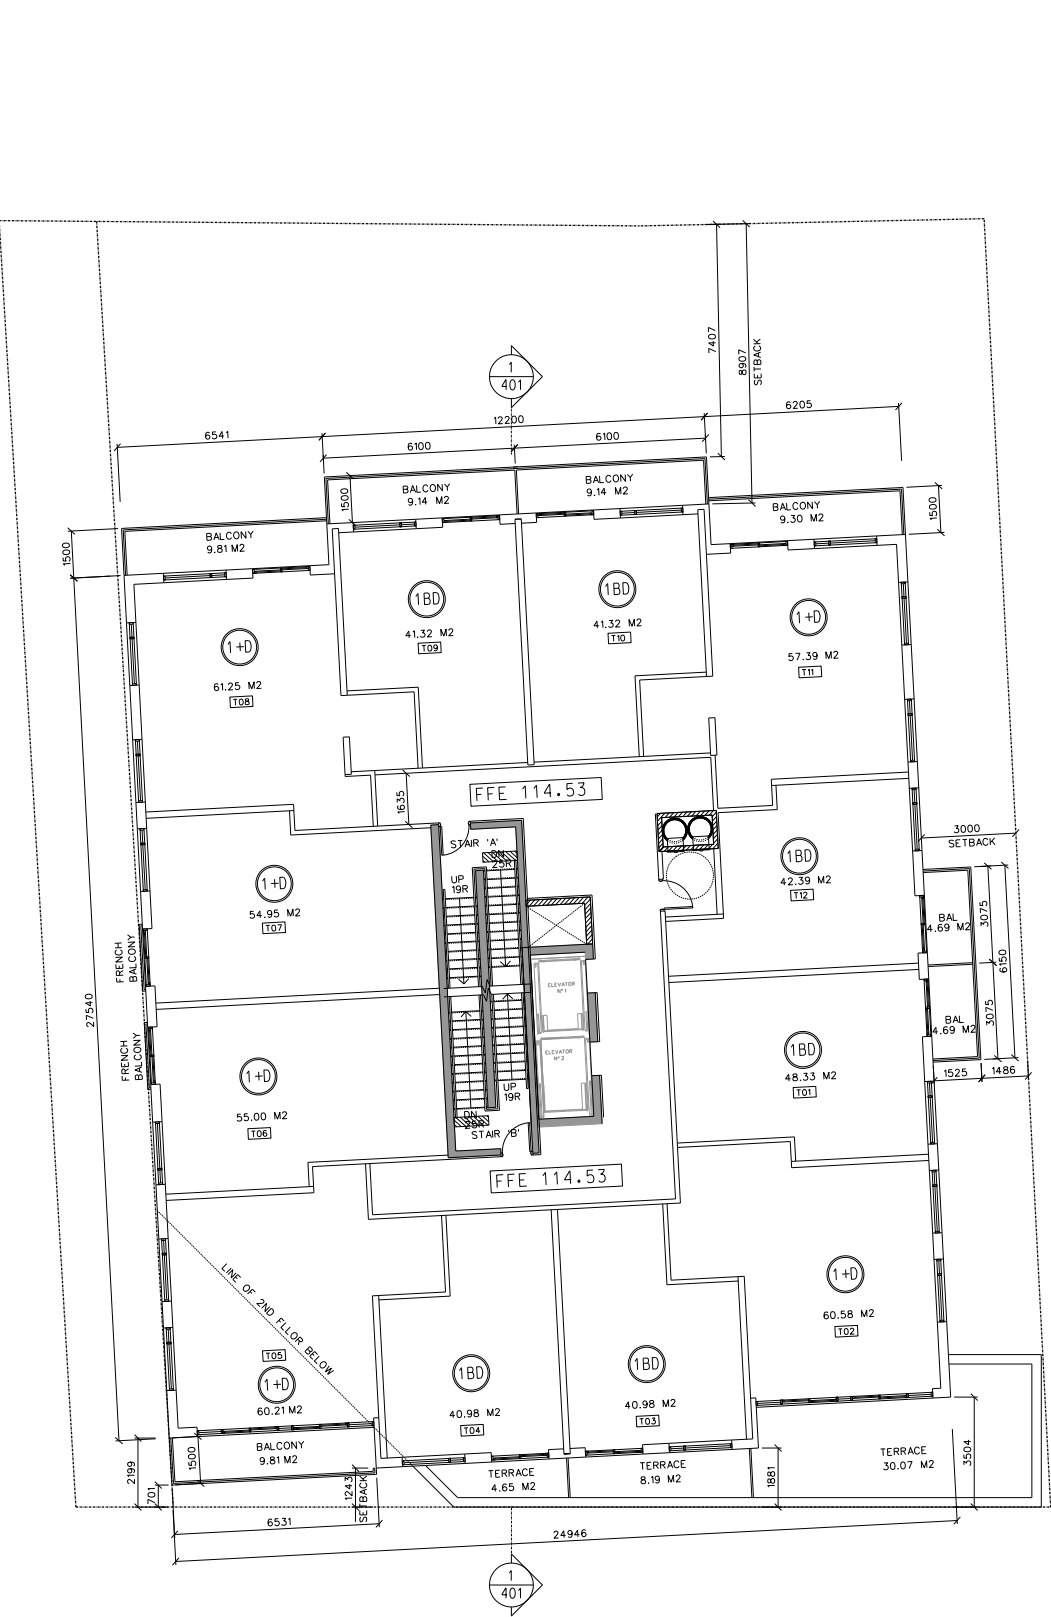 7407
8907
SETBACK
1
401
12200
6541
6205
6100
6100
BALCONY
9.14 M2
BALCONY
9.14 M2
1500
BALCONY
9.30 M2
1500
BALCONY
9.81 M2
1500
1BD
41.32 M2
T09
1BD
41.32 M2
T10
1+D
57.39 M2
T11
1+D
61.25 M2
T08
FFE 114.53
1635
3000
SETBACK
STAIR 'A'
DN
25R
UP
19R
1BD
42.39 M2
T12
1+D
54.95 M2
T07
BAL
4.69 M2
3075
6150
FRENCH
BALCONY
ELEVATOR
Nº 1
27540
BAL
4.69 M2
3075
FRENCH
BALCONY
ELEVATOR
Nº 2
1BD
48.33 M2
T01
1525
1486
1+D
55.00 M2
T06
UP
19R
DN
25R
STAIR 'B'
FFE 114.53
LINE OF 2ND FLLOR BELOW
1+D
60.58 M2
T02
T05
1+D
60.21 M2
1BD
40.98 M2
T04
1BD
40.98 M2
T03
BALCONY
9.81 M2
1500
2199
701
1243
SETBACK
TERRACE
4.65 M2
TERRACE
8.19 M2
1881
TERRACE
30.07 M2
3504
6531
24946
1
401